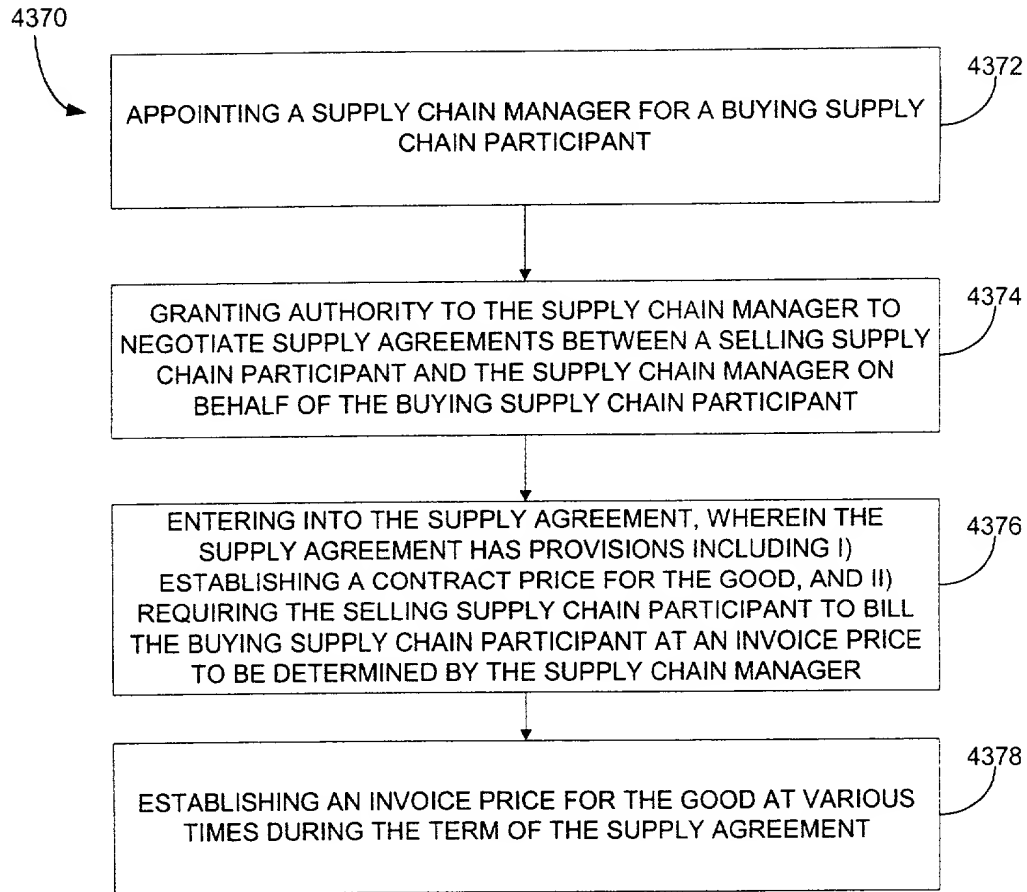 4370
4372
APPOINTING A SUPPLY CHAIN MANAGER FOR A BUYING SUPPLY
CHAIN PARTICIPANT
4374
GRANTING AUTHORITY TO THE SUPPLY CHAIN MANAGER TO
NEGOTIATE SUPPLY AGREEMENTS BETWEEN A SELLING SUPPLY
CHAIN PARTICIPANT AND THE SUPPLY CHAIN MANAGER ON
BEHALF OF THE BUYING SUPPLY CHAIN PARTICIPANT
4376
ENTERING INTO THE SUPPLY AGREEMENT, WHEREIN THE
SUPPLY AGREEMENT HAS PROVISIONS INCLUDING I)
ESTABLISHING A CONTRACT PRICE FOR THE GOOD, AND II)
REQUIRING THE SELLING SUPPLY CHAIN PARTICIPANT TO BILL
THE BUYING SUPPLY CHAIN PARTICIPANT AT AN INVOICE PRICE
TO BE DETERMINED BY THE SUPPLY CHAIN MANAGER
4378
ESTABLISHING AN INVOICE PRICE FOR THE GOOD AT VARIOUS
TIMES DURING THE TERM OF THE SUPPLY AGREEMENT